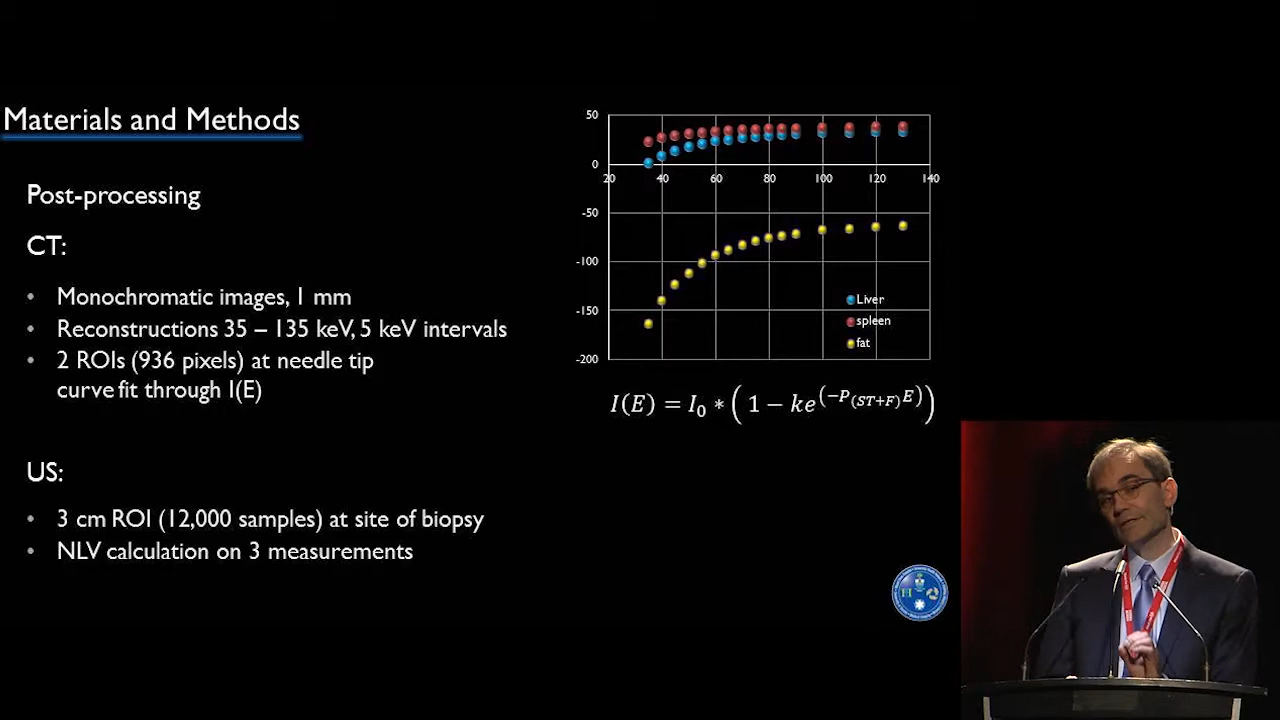 Materials and Methods
Post-processing
CT:
• Monochromatic images, 1 mm
• Reconstructions 35 – 135 keV, 5 keV intervals
• 2 ROIs (936 pixels) at needle tip
curve fit through I(E)
US:
• 3 cm ROI (12,000 samples) at site of biopsy
• NLV calculation on 3 measurements
50
0
20 40 60 80 100 120 140
-50
-100
-150
-200
Liver
spleen
fat
I(E) = I₀ * ( 1 − ke^(−P_(ST+F)E) )